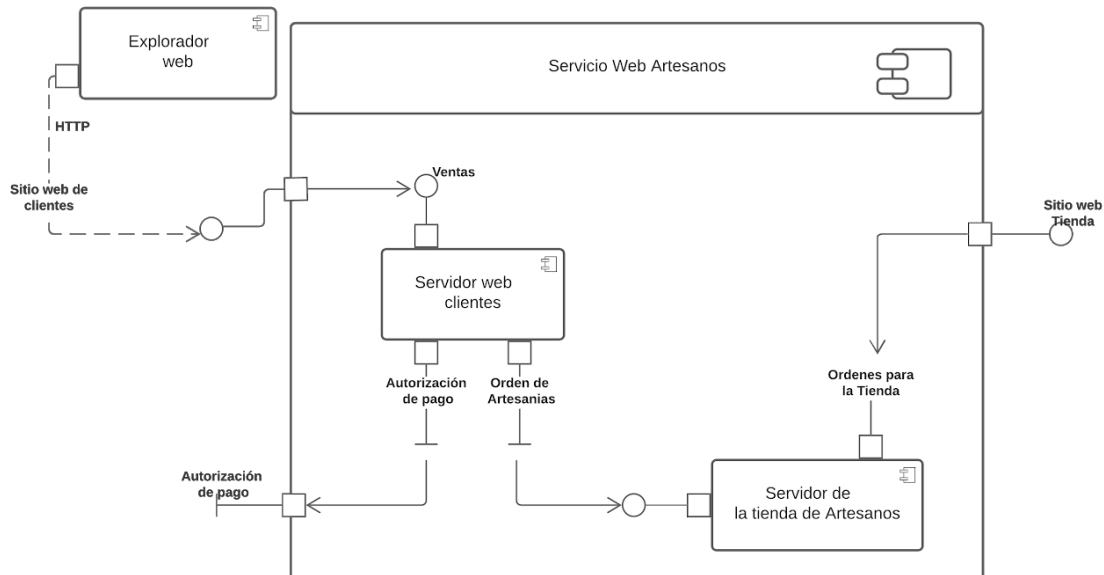 Explorador
web
Servicio Web Artesanos
HTTP
Sitio web de
clientes
Ventas
Sitio web
Tienda
Servidor web
clientes
Autorización
de pago
Orden de
Artesanias
Ordenes para
la Tienda
Autorización
de pago
Servidor de
la tienda de Artesanos